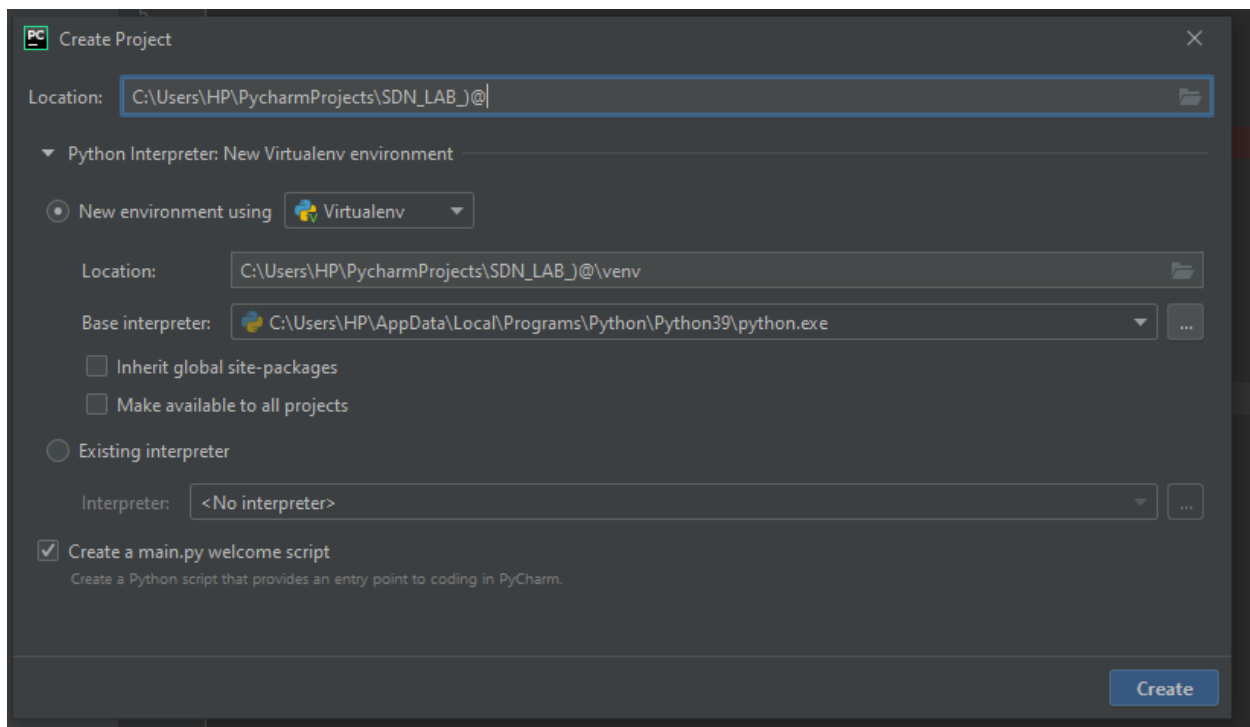 PC
Create Project
Location: C:\Users\HP\PycharmProjects\SDN_LAB_)@
Python Interpreter: New Virtualenv environment
New environment using Virtualenv
Location: C:\Users\HP\PycharmProjects\SDN_LAB_)@\venv
Base interpreter: C:\Users\HP\AppData\Local\Programs\Python\Python39\python.exe ...
Inherit global site-packages
Make available to all projects
Existing interpreter
Interpreter: <No interpreter> ...
Create a main.py welcome script
Create a Python script that provides an entry point to coding in PyCharm.
Create